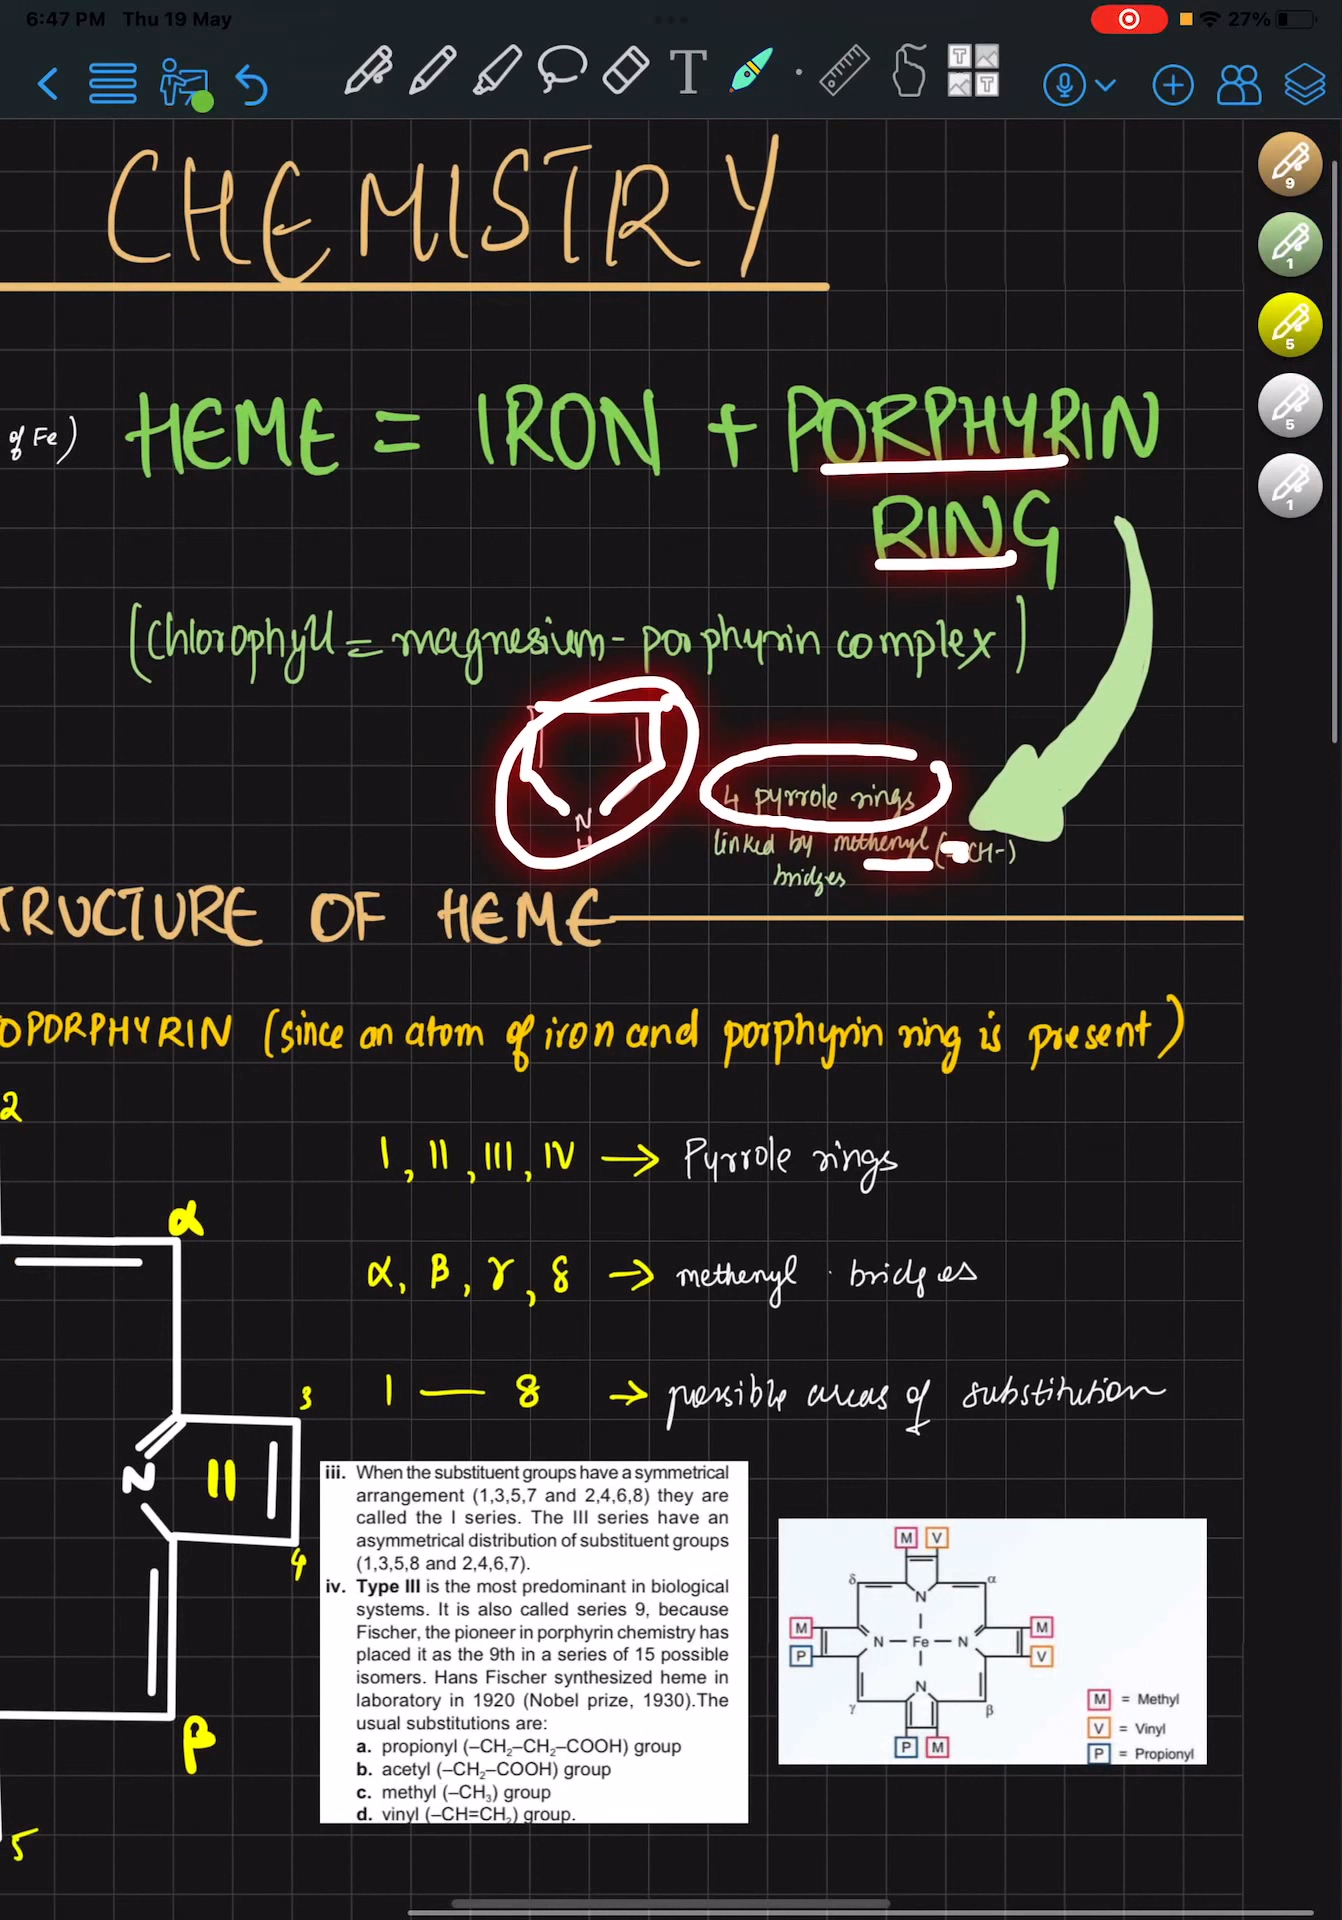 6:47 PM Thu 19 May
27%
CHEMISTRY
9
1
5
5
1
of Fe)
HEME = IRON + PORPHYRIN
RING
(Chlorophyll = magnesium - porphyrin complex)
N
H
4 pyrrole rings
linked by methenyl (=CH-)
bridges
TRUCTURE OF HEME
OPORPHYRIN (since an atom of iron and porphyrin ring is present)
2
I, II, III, IV → Pyrrole rings
α
α, β, γ, δ → methenyl bridges
3
1 — 8 → possible areas of substitution
N
II
4
β
5
iii. When the substituent groups have a symmetrical
arrangement (1,3,5,7 and 2,4,6,8) they are
called the I series. The III series have an
asymmetrical distribution of substituent groups
(1,3,5,8 and 2,4,6,7).
iv. Type III is the most predominant in biological
systems. It is also called series 9, because
Fischer, the pioneer in porphyrin chemistry has
placed it as the 9th in a series of 15 possible
isomers. Hans Fischer synthesized heme in
laboratory in 1920 (Nobel prize, 1930).The
usual substitutions are:
a. propionyl (–CH₂–CH₂–COOH) group
b. acetyl (–CH₂–COOH) group
c. methyl (–CH₃) group
d. vinyl (–CH=CH₂) group.
M V
δ α
N
M M
N — Fe — N
P V
N
γ β
P M
M = Methyl
V = Vinyl
P = Propionyl